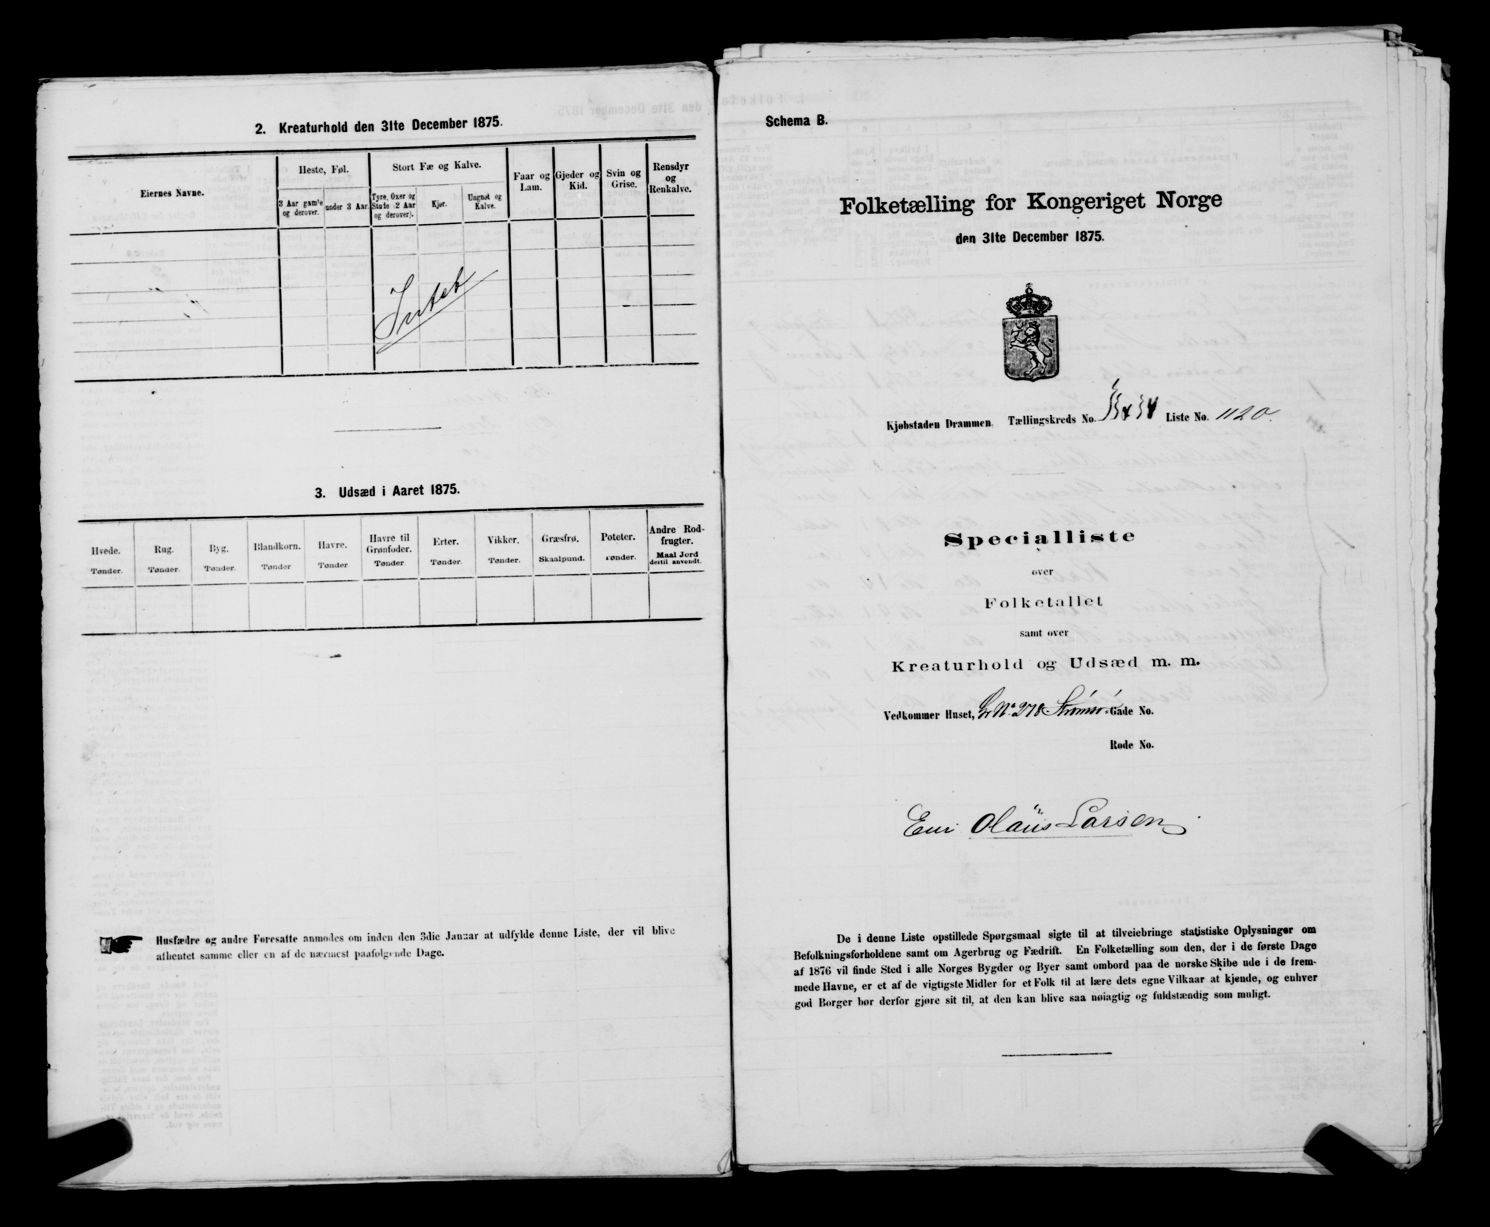 2. Kreaturhold den 31te December 1875.
Eiernes Navne.
Heste, Føl.
Stort Fæ og Kalve.
Faar og Lam.
Gjeder og Kid.
Svin og Grise.
Rensdyr og Renkalve.
3 Aar gamle og derover.
under 3 Aar.
Tyre, Oxer og Stude (2 Aar og derover).
Kjør.
Ungnøt og Kalve.
Intet
3. Udsæd i Aaret 1875.
Hvede. Tønder.
Rug. Tønder.
Byg. Tønder.
Blandkorn. Tønder
Havre. Tønder.
Havre til Grønfoder. Tønder
Erter. Tønder.
Vikker. Tønder.
Græsfrø. Skaalpund.
Poteter. Tønder.
Andre Rodfrugter. Maal Jord dertil anvendt.
Husfædre og andre Foresatte anmodes om inden den 3die Januar at udfylde denne Liste, der vil blive
afhentet samme eller en af de nærmest paafølgende Dage.
Schema B.
Folketælling for Kongeriget Norge
den 31te December 1875.
Kjøbstaden Drammen. Tællingskreds No. Liste No. 112a
Specialliste
over
Folketallet
samt over
Kreaturhold og Udsæd m. m.
Vedkommer Huset, Gr No 278 Strømsø Gade No.
Rode No.
Eier Olaüs Larsen
De i denne Liste opstillede Spørgsmaal sigte til at tilveiebringe statistiske Oplysninger om
Befolkningsforholdene samt om Agerbrug og Fædrift. En Folketælling som den, der i de første Dage
af 1876 vil finde Sted i alle Norges Bygder og Byer samt ombord paa de norske Skibe ude i de frem-
mede Havne, er et af de vigtigste Midler for et Folk til at lære dets egne Vilkaar at kjende, og enhver
god Borger bør derfor gjøre sit til, at den kan blive saa nøiagtig og fuldstændig som muligt.